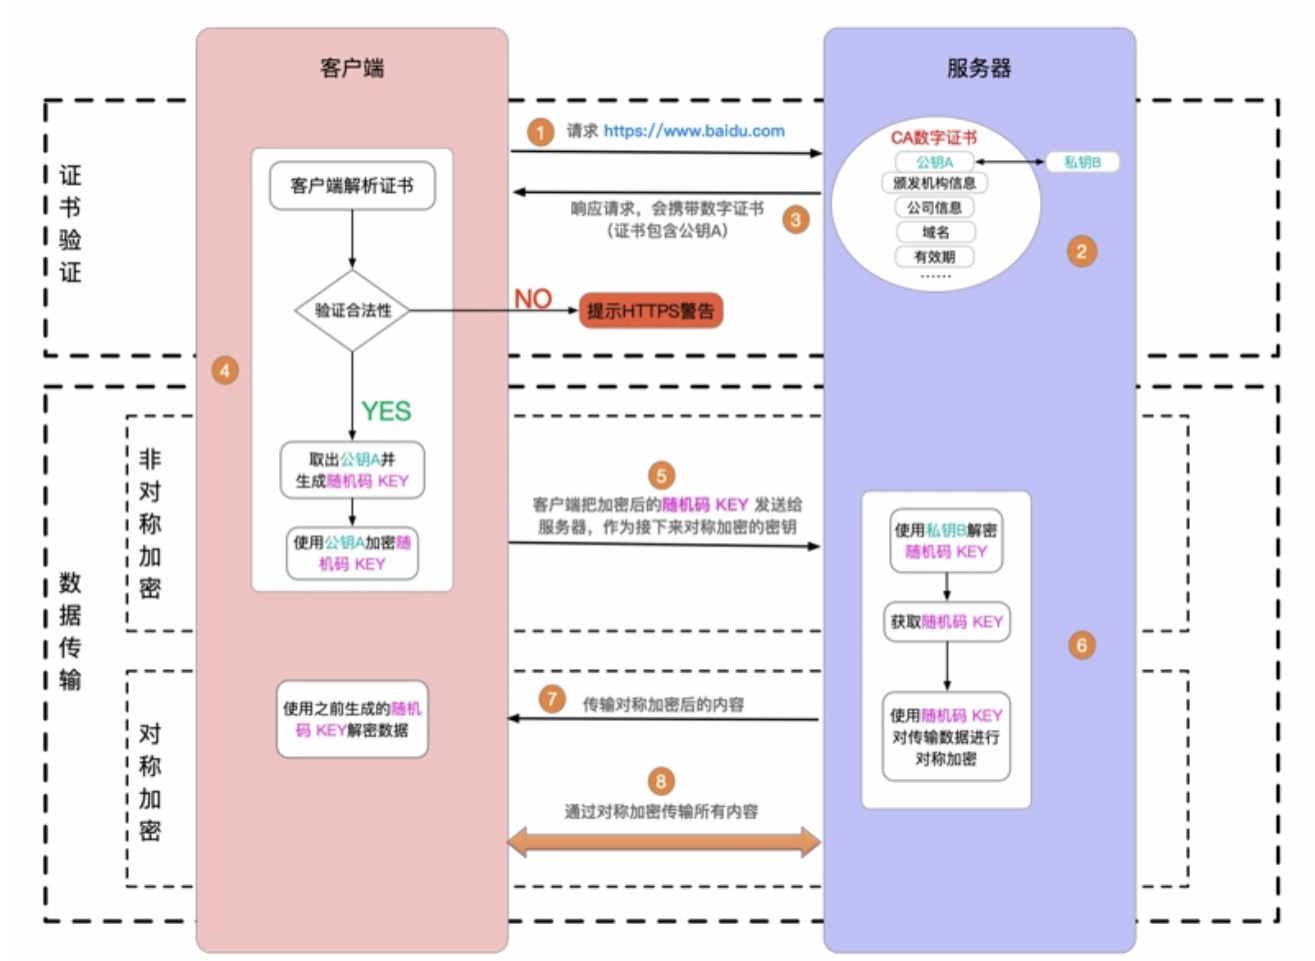 客户端
服务器
证书验证
1
请求 https://www.baidu.com
CA数字证书
公钥A
私钥B
颁发机构信息
公司信息
域名
有效期
......
2
响应请求，会携带数字证书
（证书包含公钥A）
3
客户端解析证书
验证合法性
NO
提示HTTPS警告
4
YES
数据传输
非对称加密
取出公钥A并
生成随机码 KEY
使用公钥A加密随
机码 KEY
5
客户端把加密后的随机码 KEY 发送给
服务器，作为接下来对称加密的密钥
使用私钥B解密
随机码 KEY
获取随机码 KEY
6
使用随机码 KEY
对传输数据进行
对称加密
对称加密
7
传输对称加密后的内容
使用之前生成的随机
码 KEY解密数据
8
通过对称加密传输所有内容